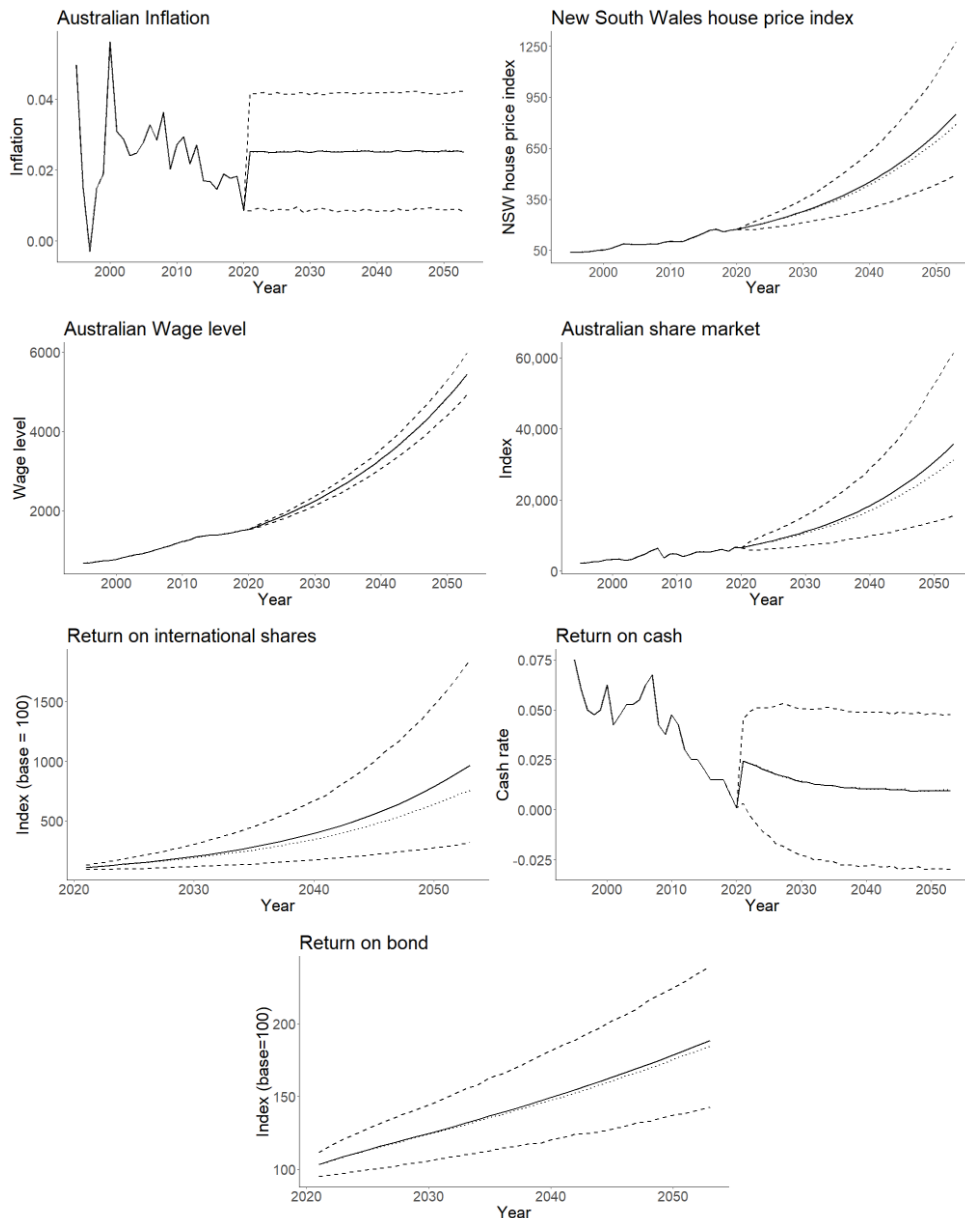 Australian Inflation
0.04
0.02
0.00
Inflation
2000 2010 2020 2030 2040 2050
Year
New South Wales house price index
1250
950
650
350
50
NSW house price index
2000 2010 2020 2030 2040 2050
Year
Australian Wage level
6000
4000
2000
Wage level
2000 2010 2020 2030 2040 2050
Year
Australian share market
60,000
40,000
20,000
0
Index
2000 2010 2020 2030 2040 2050
Year
Return on international shares
1500
1000
500
Index (base = 100)
2020 2030 2040 2050
Year
Return on cash
0.075
0.050
0.025
0.000
-0.025
Cash rate
2000 2010 2020 2030 2040 2050
Year
Return on bond
200
150
100
Index (base=100)
2020 2030 2040 2050
Year